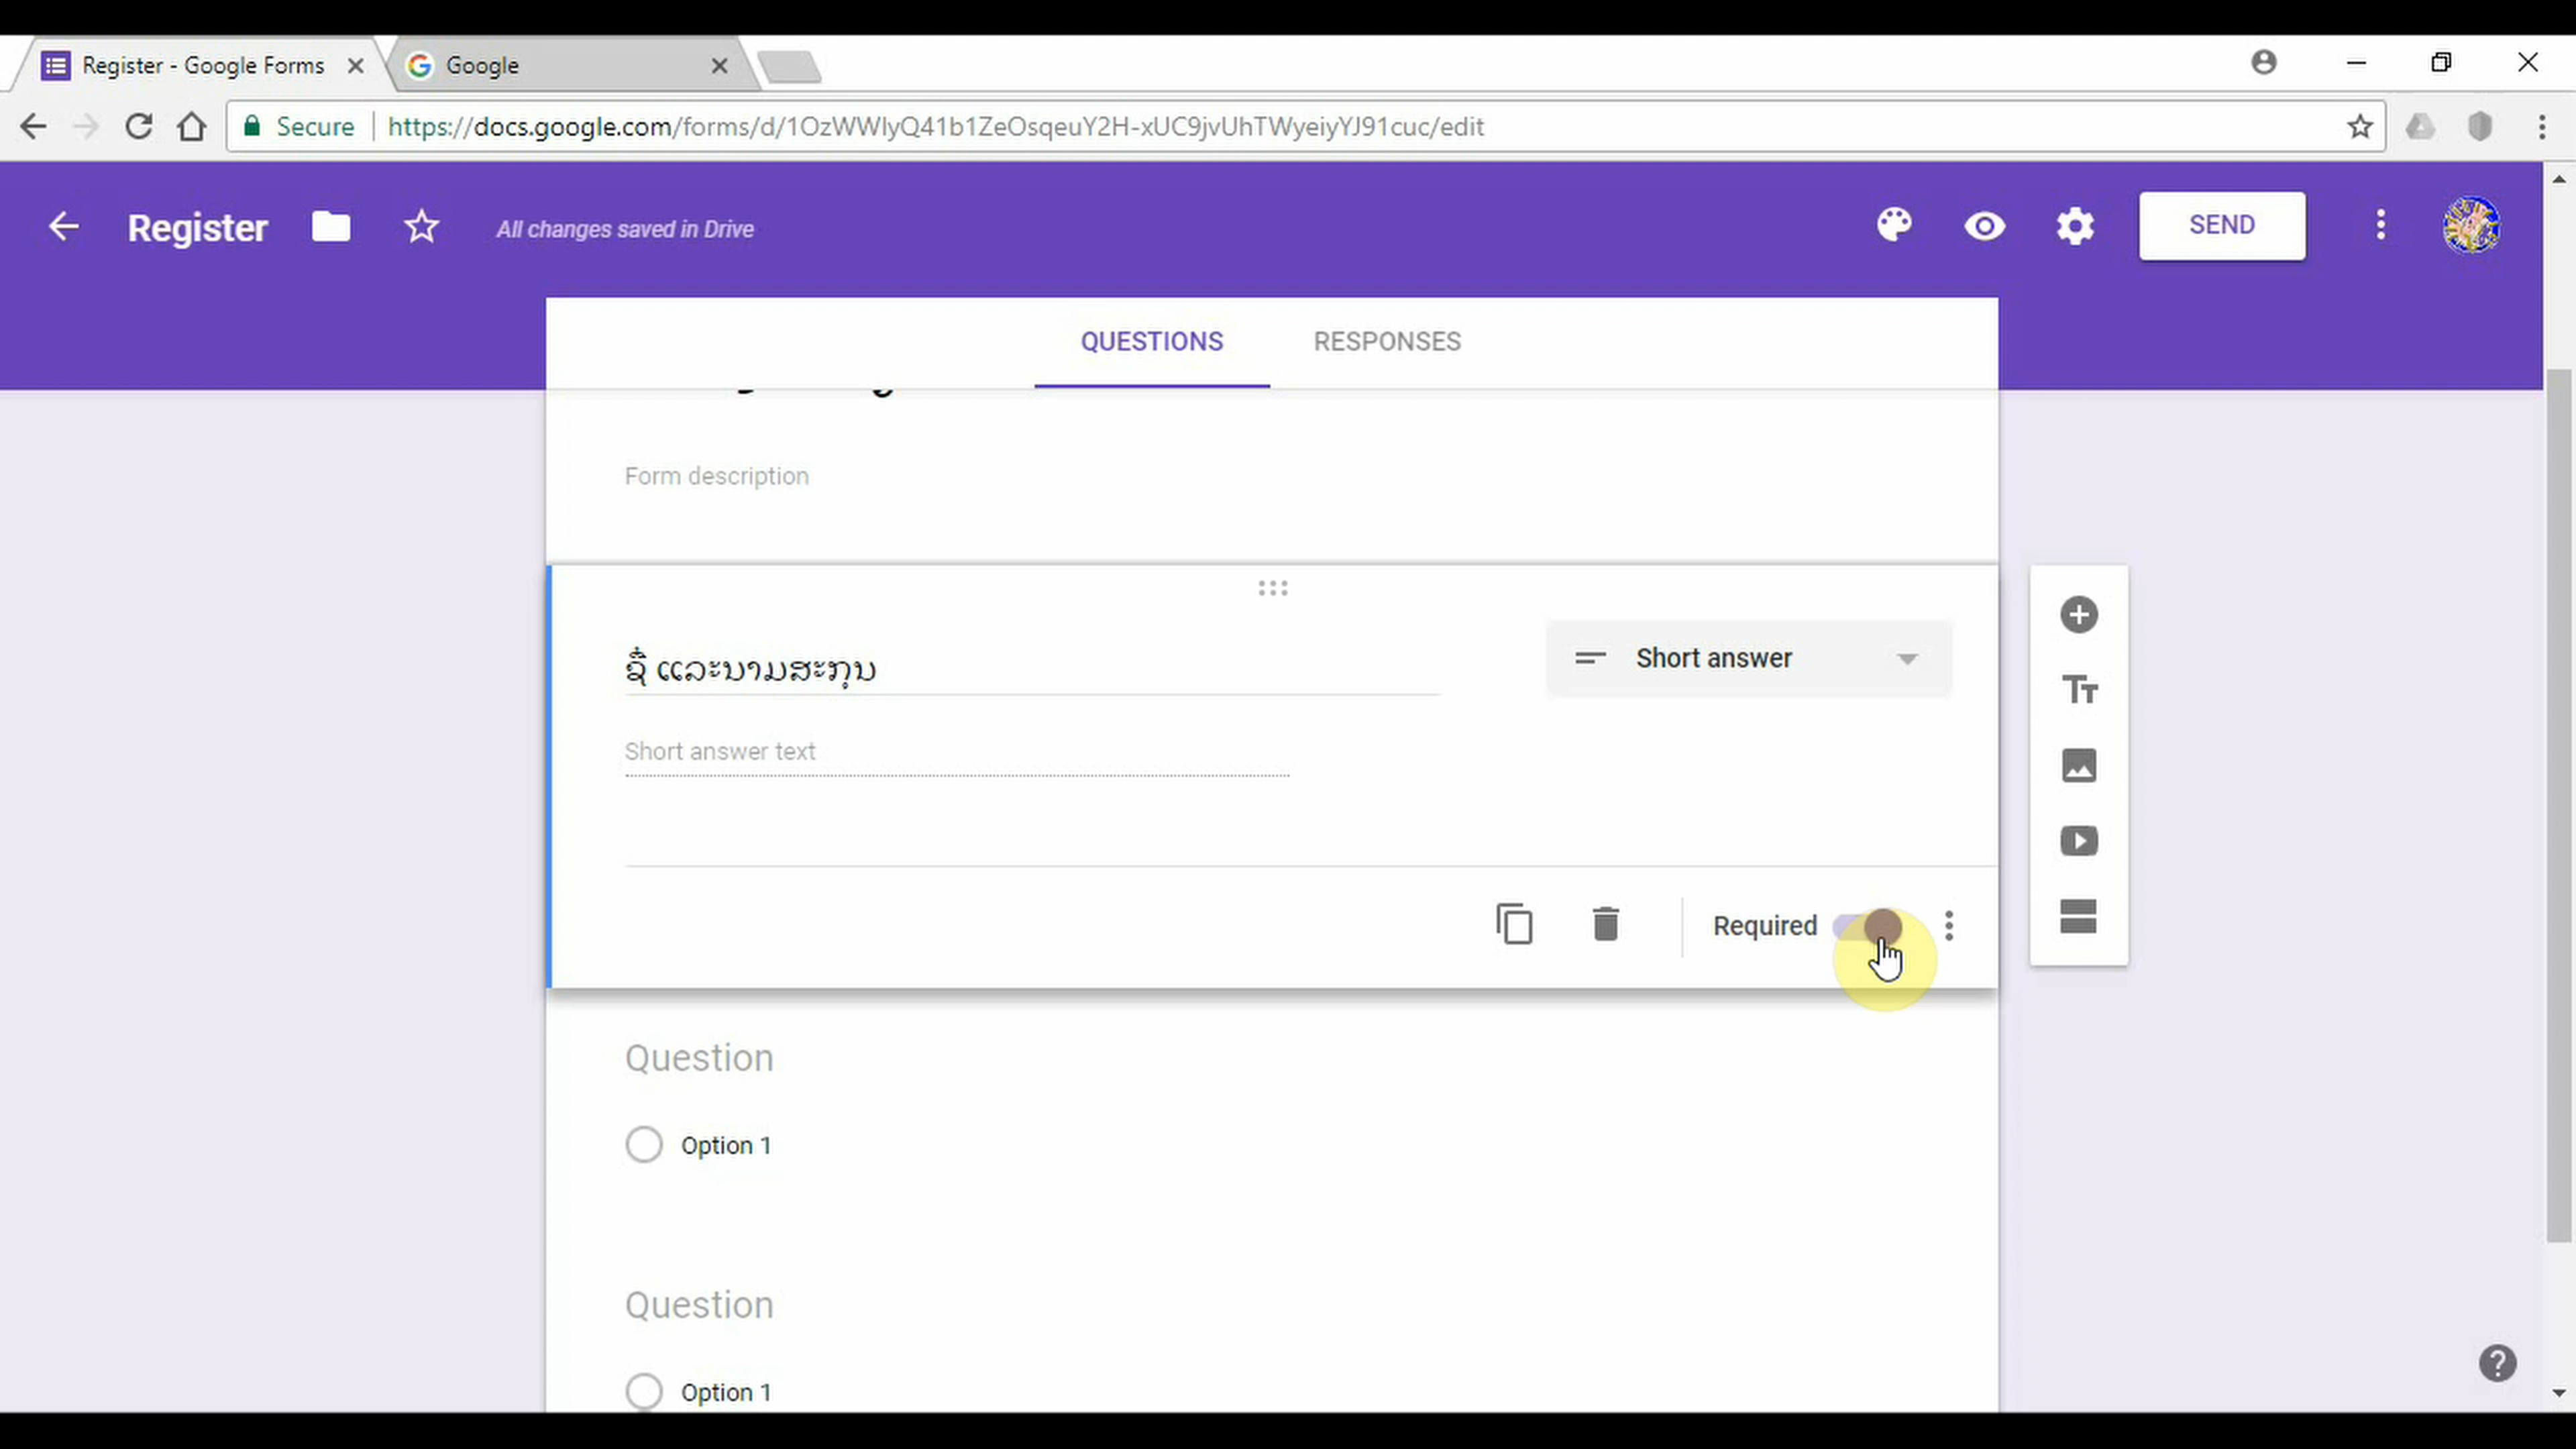 Register - Google Forms
Google
Secure
https://docs.google.com/forms/d/1OzWWlyQ41b1ZeOsqeuY2H-xUC9jvUhTWyeiyYJ91cuc/edit
Register
All changes saved in Drive
SEND
QUESTIONS
RESPONSES
Form description
ຊື່ ແລະນາມສະກຸນ
Short answer
Short answer text
Required
Question
Option 1
Question
Option 1